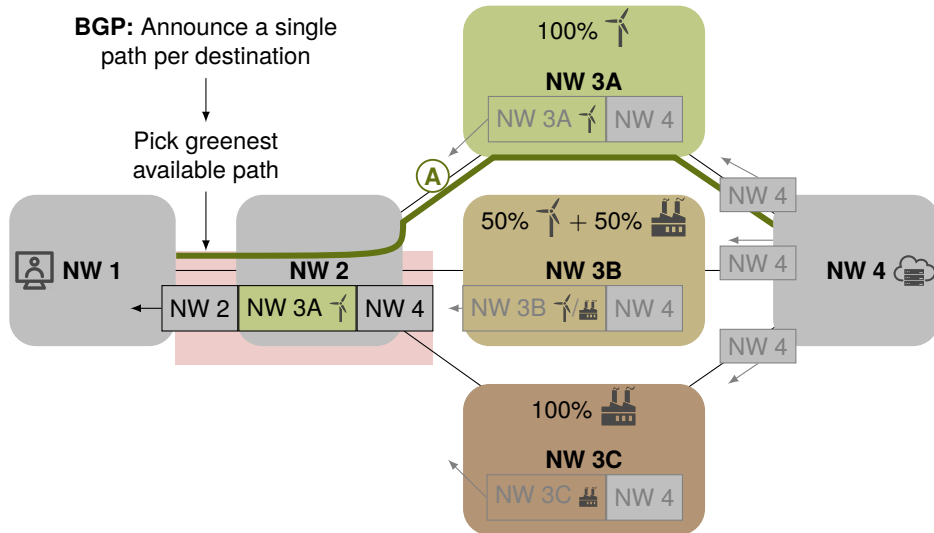 BGP: Announce a single
path per destination
Pick greenest
available path
100%
NW 3A
NW 3A NW 4
A
NW 4
50% + 50%
NW 1
NW 2
NW 3B
NW 4
NW 4
NW 2 NW 3A NW 4
NW 3B / NW 4
NW 4
100%
NW 3C
NW 3C NW 4